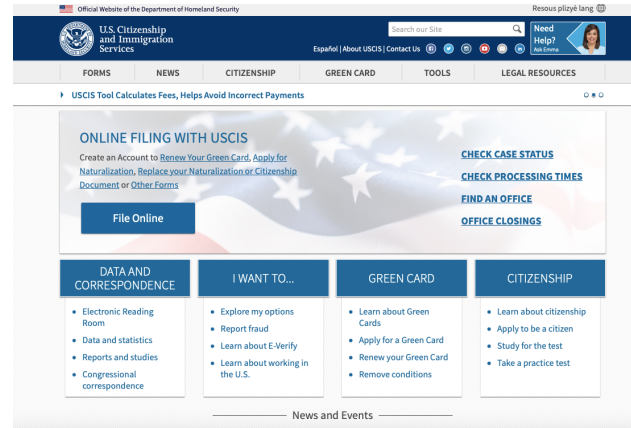 Official Website of the Department of Homeland Security
Resous plizyé lang
U.S. Citizenship
and Immigration
Services
Search our Site
Need
Help?
Ask Emma
Español | About USCIS | Contact Us
FORMS NEWS CITIZENSHIP GREEN CARD TOOLS LEGAL RESOURCES
USCIS Tool Calculates Fees, Helps Avoid Incorrect Payments
ONLINE FILING WITH USCIS
Create an Account to Renew Your Green Card, Apply for
Naturalization, Replace your Naturalization or Citizenship
Document or Other Forms
File Online
CHECK CASE STATUS
CHECK PROCESSING TIMES
FIND AN OFFICE
OFFICE CLOSINGS
DATA AND
CORRESPONDENCE
Electronic Reading
Room
Data and statistics
Reports and studies
Congressional
correspondence
I WANT TO...
Explore my options
Report fraud
Learn about E-Verify
Learn about working in
the U.S.
GREEN CARD
Learn about Green
Cards
Apply for a Green Card
Renew your Green Card
Remove conditions
CITIZENSHIP
Learn about citizenship
Apply to be a citizen
Study for the test
Take a practice test
News and Events